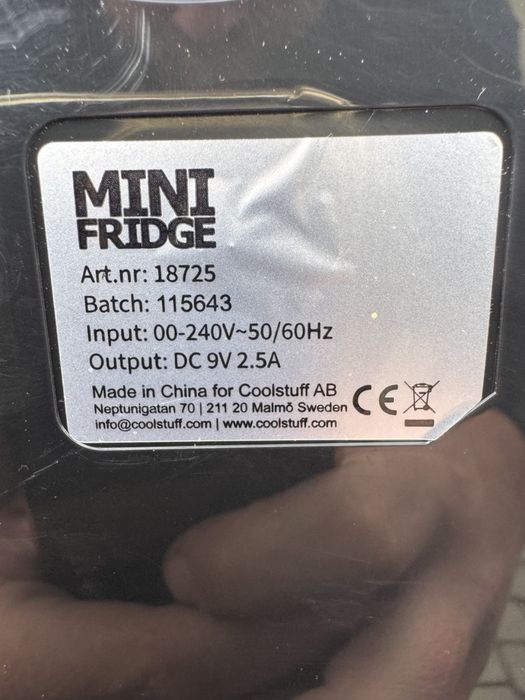 MINI
FRIDGE
Art.nr: 18725
Batch: 115643
Input: 00-240V~50/60Hz
Output: DC 9V 2.5A
Made in China for Coolstuff AB
Neptunigatan 70 | 211 20 Malmö Sweden
info@coolstuff.com | www.coolstuff.com
CE